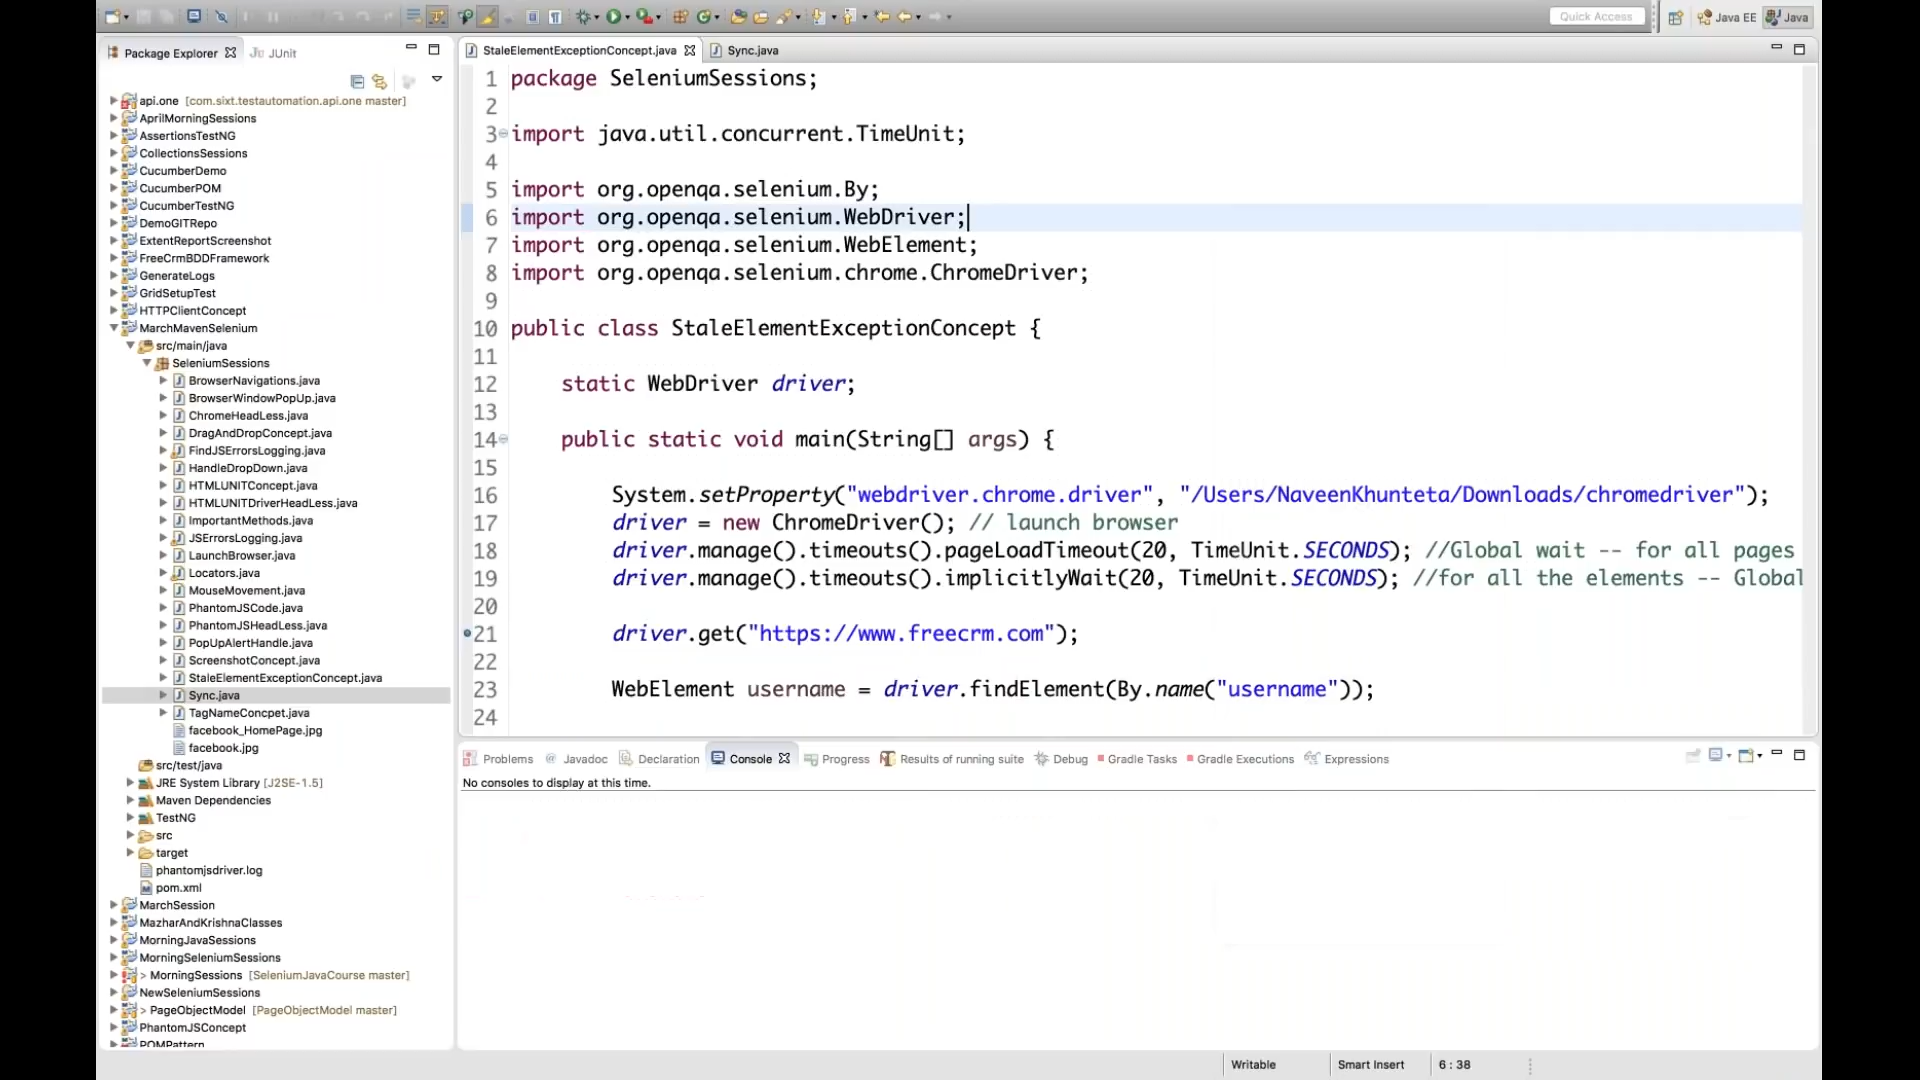 Quick Access
Java EE
Java
Package Explorer
JUnit
api.one [com.sixt.testautomation.api.one master]
AprilMorningSessions
AssertionsTestNG
CollectionsSessions
CucumberDemo
CucumberPOM
CucumberTestNG
DemoGITRepo
ExtentReportScreenshot
FreeCrmBDDFramework
GenerateLogs
GridSetupTest
HTTPClientConcept
MarchMavenSelenium
src/main/java
SeleniumSessions
BrowserNavigations.java
BrowserWindowPopUp.java
ChromeHeadLess.java
DragAndDropConcept.java
FindJSErrorsLogging.java
HandleDropDown.java
HTMLUNITConcept.java
HTMLUNITDriverHeadLess.java
ImportantMethods.java
JSErrorsLogging.java
LaunchBrowser.java
Locators.java
MouseMovement.java
PhantomJSCode.java
PhantomJSHeadLess.java
PopUpAlertHandle.java
ScreenshotConcept.java
StaleElementExceptionConcept.java
Sync.java
TagNameConcpet.java
facebook_HomePage.jpg
facebook.jpg
src/test/java
JRE System Library [J2SE-1.5]
Maven Dependencies
TestNG
src
target
phantomjsdriver.log
pom.xml
MarchSession
MazharAndKrishnaClasses
MorningJavaSessions
MorningSeleniumSessions
> MorningSessions [SeleniumJavaCourse master]
NewSeleniumSessions
> PageObjectModel [PageObjectModel master]
PhantomJSConcept
POMPattern
StaleElementExceptionConcept.java
Sync.java
1 package SeleniumSessions;
2
3 import java.util.concurrent.TimeUnit;
4
5 import org.openqa.selenium.By;
6 import org.openqa.selenium.WebDriver;
7 import org.openqa.selenium.WebElement;
8 import org.openqa.selenium.chrome.ChromeDriver;
9
10 public class StaleElementExceptionConcept {
11
12 static WebDriver driver;
13
14 public static void main(String[] args) {
15
16 System.setProperty("webdriver.chrome.driver", "/Users/NaveenKhunteta/Downloads/chromedriver");
17 driver = new ChromeDriver(); // launch browser
18 driver.manage().timeouts().pageLoadTimeout(20, TimeUnit.SECONDS); //Global wait -- for all pages
19 driver.manage().timeouts().implicitlyWait(20, TimeUnit.SECONDS); //for all the elements -- Global
20
21 driver.get("https://www.freecrm.com");
22
23 WebElement username = driver.findElement(By.name("username"));
24
Problems
@ Javadoc
Declaration
Console
Progress
Results of running suite
Debug
Gradle Tasks
Gradle Executions
Expressions
No consoles to display at this time.
Writable
Smart Insert
6 : 38